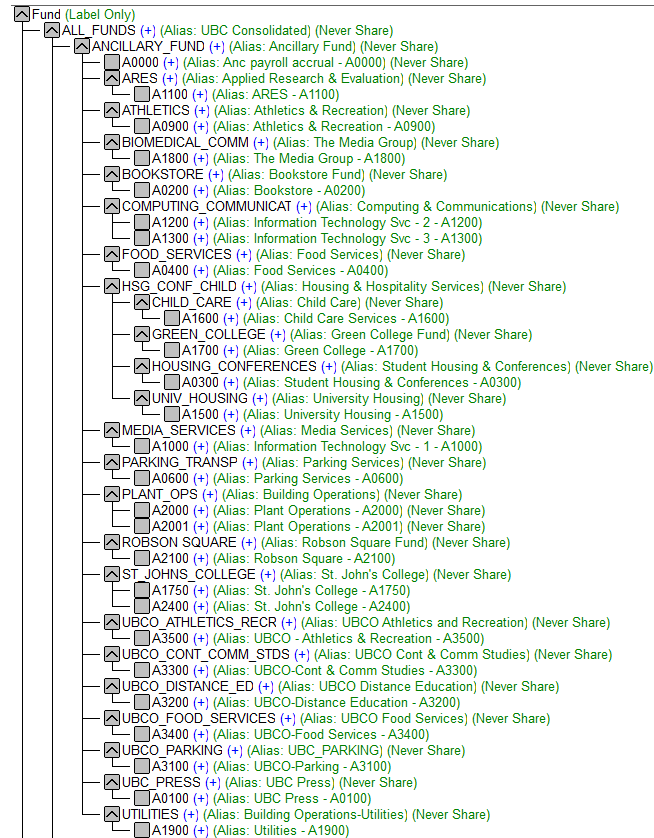 Fund (Label Only)
ALL_FUNDS (+) (Alias: UBC Consolidated) (Never Share)
ANCILLARY_FUND (+) (Alias: Ancillary Fund) (Never Share)
A0000 (+) (Alias: Anc payroll accrual - A0000) (Never Share)
ARES (+) (Alias: Applied Research & Evaluation) (Never Share)
A1100 (+) (Alias: ARES - A1100)
ATHLETICS (+) (Alias: Athletics & Recreation) (Never Share)
A0900 (+) (Alias: Athletics & Recreation - A0900)
BIOMEDICAL_COMM (+) (Alias: The Media Group) (Never Share)
A1800 (+) (Alias: The Media Group - A1800)
BOOKSTORE (+) (Alias: Bookstore Fund) (Never Share)
A0200 (+) (Alias: Bookstore - A0200)
COMPUTING_COMMUNICAT (+) (Alias: Computing & Communications) (Never Share)
A1200 (+) (Alias: Information Technology Svc - 2 - A1200)
A1300 (+) (Alias: Information Technology Svc - 3 - A1300)
FOOD_SERVICES (+) (Alias: Food Services) (Never Share)
A0400 (+) (Alias: Food Services - A0400)
HSG_CONF_CHILD (+) (Alias: Housing & Hospitality Services) (Never Share)
CHILD_CARE (+) (Alias: Child Care) (Never Share)
A1600 (+) (Alias: Child Care Services - A1600)
GREEN_COLLEGE (+) (Alias: Green College Fund) (Never Share)
A1700 (+) (Alias: Green College - A1700)
HOUSING_CONFERENCES (+) (Alias: Student Housing & Conferences) (Never Share)
A0300 (+) (Alias: Student Housing & Conferences - A0300)
UNIV_HOUSING (+) (Alias: University Housing) (Never Share)
A1500 (+) (Alias: University Housing - A1500)
MEDIA_SERVICES (+) (Alias: Media Services) (Never Share)
A1000 (+) (Alias: Information Technology Svc - 1 - A1000)
PARKING_TRANSP (+) (Alias: Parking Services) (Never Share)
A0600 (+) (Alias: Parking Services - A0600)
PLANT_OPS (+) (Alias: Building Operations) (Never Share)
A2000 (+) (Alias: Plant Operations - A2000) (Never Share)
A2001 (+) (Alias: Plant Operations - A2001) (Never Share)
ROBSON SQUARE (+) (Alias: Robson Square Fund) (Never Share)
A2100 (+) (Alias: Robson Square - A2100)
ST_JOHNS_COLLEGE (+) (Alias: St. John's College) (Never Share)
A1750 (+) (Alias: St. John's College - A1750)
A2400 (+) (Alias: St. John's College - A2400)
UBCO_ATHLETICS_RECR (+) (Alias: UBCO Athletics and Recreation) (Never Share)
A3500 (+) (Alias: UBCO - Athletics & Recreation - A3500)
UBCO_CONT_COMM_STDS (+) (Alias: UBCO Cont & Comm Studies) (Never Share)
A3300 (+) (Alias: UBCO-Cont & Comm Studies - A3300)
UBCO_DISTANCE_ED (+) (Alias: UBCO Distance Education) (Never Share)
A3200 (+) (Alias: UBCO-Distance Education - A3200)
UBCO_FOOD_SERVICES (+) (Alias: UBCO Food Services) (Never Share)
A3400 (+) (Alias: UBCO-Food Services - A3400)
UBCO_PARKING (+) (Alias: UBC_PARKING) (Never Share)
A3100 (+) (Alias: UBCO-Parking - A3100)
UBC_PRESS (+) (Alias: UBC Press) (Never Share)
A0100 (+) (Alias: UBC Press - A0100)
UTILITIES (+) (Alias: Building Operations-Utilities) (Never Share)
A1900 (+) (Alias: Utilities - A1900)